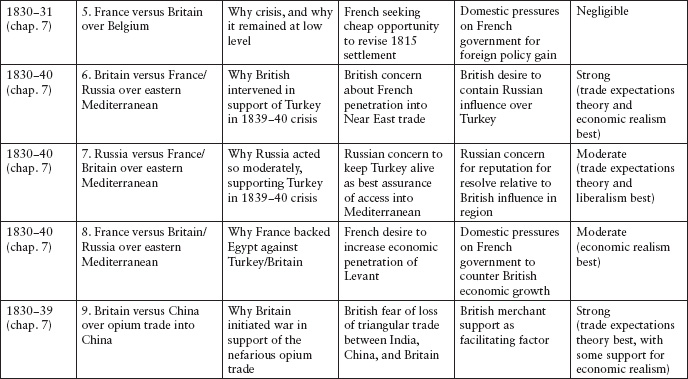 1830–31
(chap. 7)
5. France versus Britain
over Belgium
Why crisis, and why
it remained at low
level
French seeking
cheap opportunity
to revise 1815
settlement
Domestic pressures
on French
government for
foreign policy gain
Negligible
1830–40
(chap. 7)
6. Britain versus France/
Russia over eastern
Mediterranean
Why British
intervened in
support of Turkey
in 1839–40 crisis
British concern
about French
penetration into
Near East trade
British desire to
contain Russian
influence over
Turkey
Strong
(trade expectations
theory and
economic realism
best)
1830–40
(chap. 7)
7. Russia versus France/
Britain over eastern
Mediterranean
Why Russia acted
so moderately,
supporting Turkey
in 1839–40 crisis
Russian concern to
keep Turkey alive
as best assurance
of access into
Mediterranean
Russian concern
for reputation for
resolve relative to
British influence in
region
Moderate
(trade expectations
theory and
liberalism best)
1830–40
(chap. 7)
8. France versus Britain/
Russia over eastern
Mediterranean
Why France backed
Egypt against
Turkey/Britain
French desire to
increase economic
penetration of
Levant
Domestic pressures
on French
government to
counter British
economic growth
Moderate
(economic realism
best)
1830–39
(chap. 7)
9. Britain versus China
over opium trade into
China
Why Britain
initiated war in
support of the
nefarious opium
trade
British fear of loss
of triangular trade
between India,
China, and Britain
British merchant
support as
facilitating factor
Strong
(trade expectations
theory best, with
some support for
economic realism)